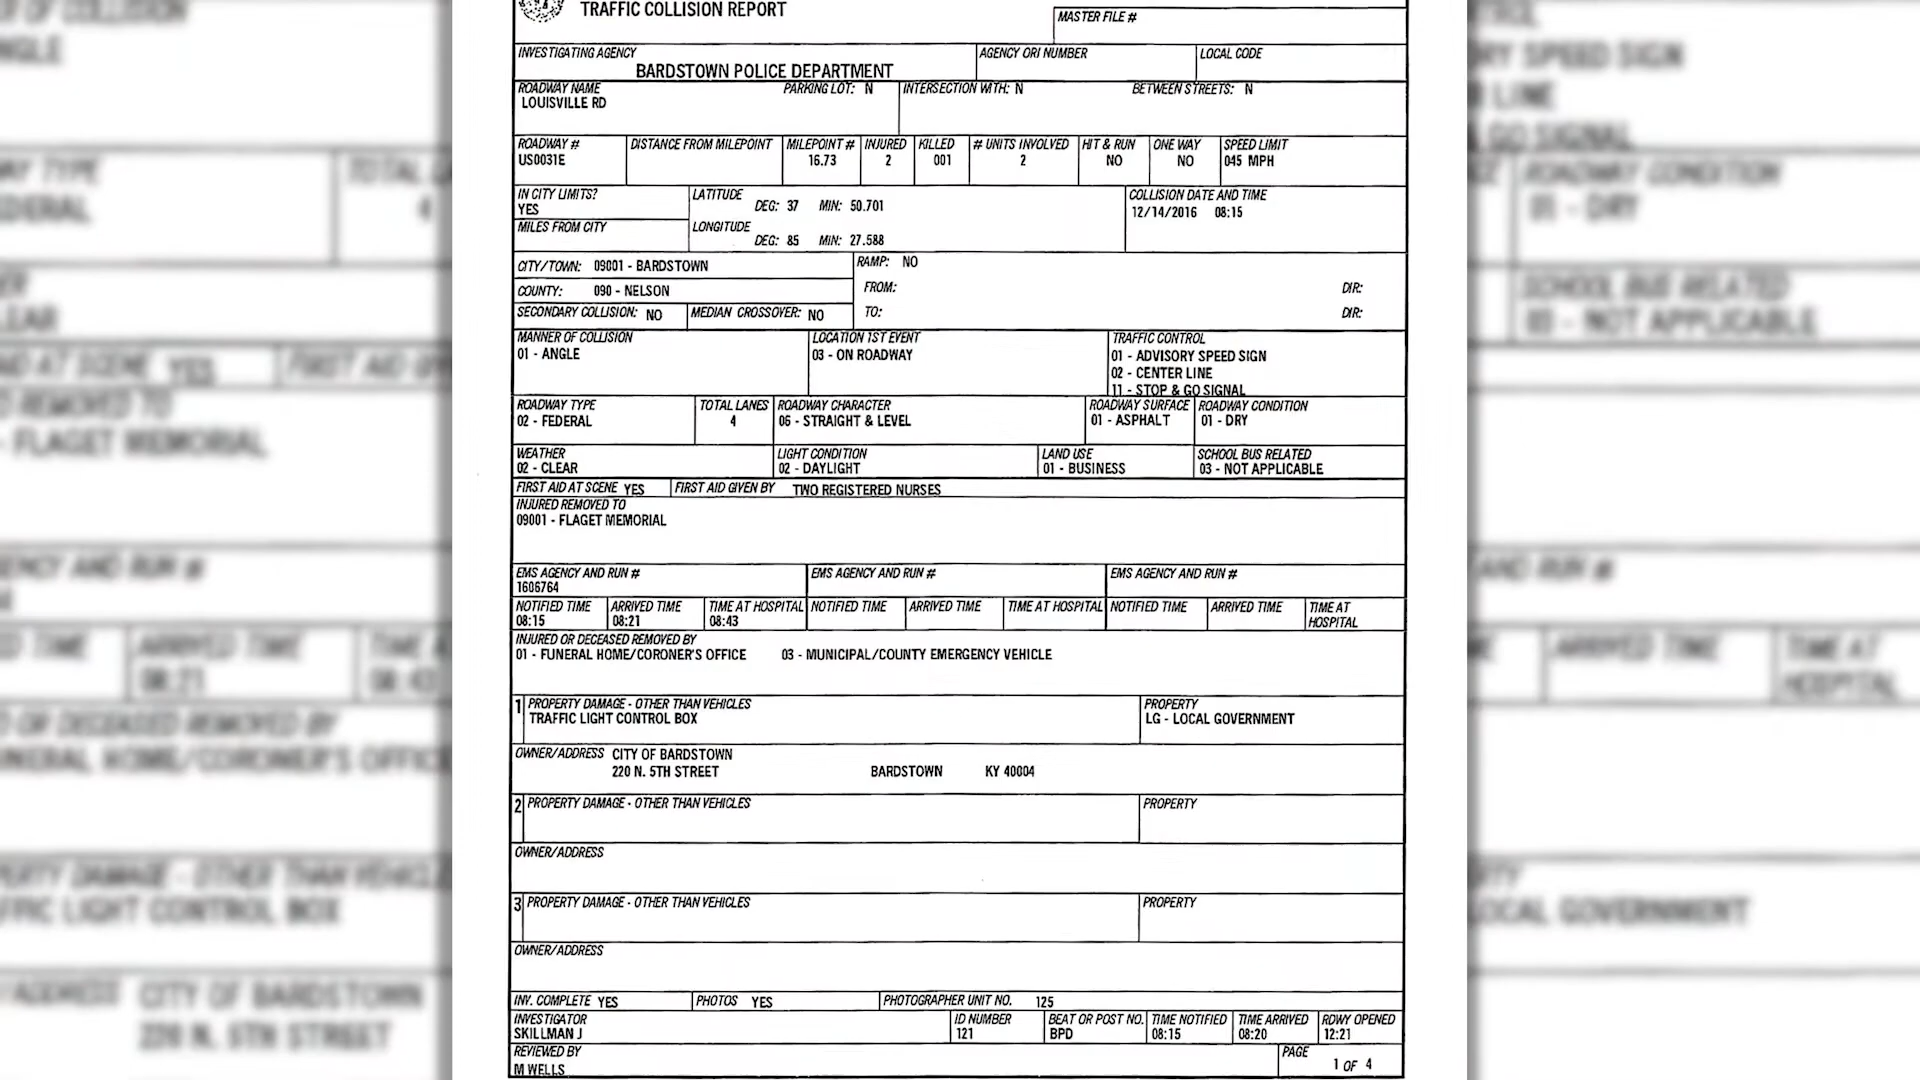 TRAFFIC COLLISION REPORT
MASTER FILE #
INVESTIGATING AGENCY AGENCY ORI NUMBER LOCAL CODE
BARDSTOWN POLICE DEPARTMENT
ROADWAY NAME PARKING LOT: N INTERSECTION WITH: N BETWEEN STREETS: N
LOUISVILLE RD
ROADWAY # DISTANCE FROM MILEPOINT MILEPOINT # INJURED KILLED # UNITS INVOLVED HIT & RUN ONE WAY SPEED LIMIT
US0031E 16.73 2 001 2 NO NO 045 MPH
IN CITY LIMITS? LATITUDE COLLISION DATE AND TIME
YES DEG: 37 MIN: 50.701 12/14/2016 08:15
MILES FROM CITY LONGITUDE
DEG: 85 MIN: 27.588
CITY/TOWN: 09001 - BARDSTOWN RAMP: NO
COUNTY: 090 - NELSON FROM: DIR:
SECONDARY COLLISION: NO MEDIAN CROSSOVER: NO TO: DIR:
MANNER OF COLLISION LOCATION 1ST EVENT TRAFFIC CONTROL
01 - ANGLE 03 - ON ROADWAY 01 - ADVISORY SPEED SIGN
02 - CENTER LINE
11 - STOP & GO SIGNAL
ROADWAY TYPE TOTAL LANES ROADWAY CHARACTER ROADWAY SURFACE ROADWAY CONDITION
02 - FEDERAL 4 05 - STRAIGHT & LEVEL 01 - ASPHALT 01 - DRY
WEATHER LIGHT CONDITION LAND USE SCHOOL BUS RELATED
02 - CLEAR 02 - DAYLIGHT 01 - BUSINESS 03 - NOT APPLICABLE
FIRST AID AT SCENE YES FIRST AID GIVEN BY TWO REGISTERED NURSES
INJURED REMOVED TO
09001 - FLAGET MEMORIAL
EMS AGENCY AND RUN # EMS AGENCY AND RUN # EMS AGENCY AND RUN #
1606764
NOTIFIED TIME ARRIVED TIME TIME AT HOSPITAL NOTIFIED TIME ARRIVED TIME TIME AT HOSPITAL NOTIFIED TIME ARRIVED TIME TIME AT HOSPITAL
08:15 08:21 08:43
INJURED OR DECEASED REMOVED BY
01 - FUNERAL HOME/CORONER'S OFFICE 03 - MUNICIPAL/COUNTY EMERGENCY VEHICLE
1 PROPERTY DAMAGE - OTHER THAN VEHICLES PROPERTY
TRAFFIC LIGHT CONTROL BOX LG - LOCAL GOVERNMENT
OWNER/ADDRESS CITY OF BARDSTOWN
220 N. 5TH STREET BARDSTOWN KY 40004
2 PROPERTY DAMAGE - OTHER THAN VEHICLES PROPERTY
OWNER/ADDRESS
3 PROPERTY DAMAGE - OTHER THAN VEHICLES PROPERTY
OWNER/ADDRESS
INV. COMPLETE YES PHOTOS YES PHOTOGRAPHER UNIT NO. 125
INVESTIGATOR ID NUMBER BEAT OR POST NO. TIME NOTIFIED TIME ARRIVED RDWY OPENED
SKILLMAN J 121 BPD 08:15 08:20 12:21
REVIEWED BY PAGE
M WELLS 1 OF 4